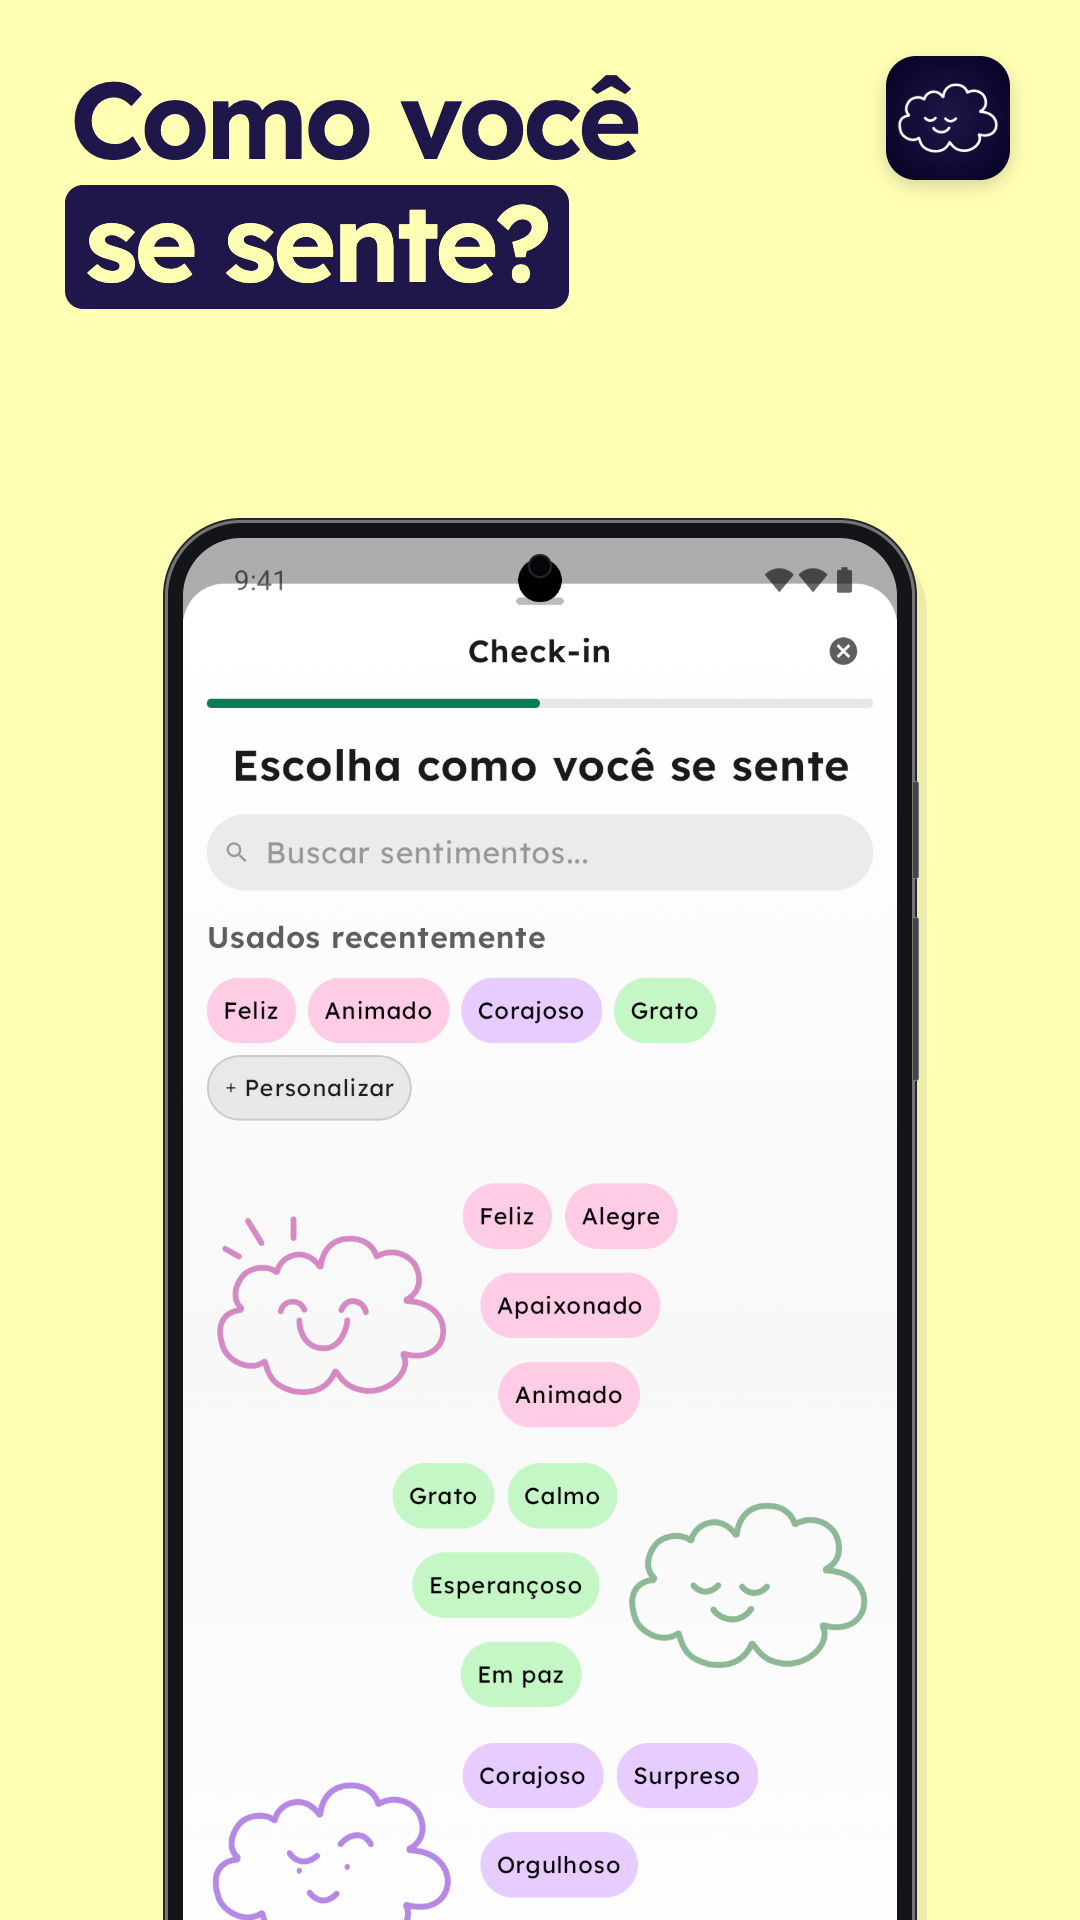 Como você
se sente?
9:41
Check-in
Escolha como você se sente
Buscar sentimentos...
Usados recentemente
Feliz Animado Corajoso Grato
+ Personalizar
Feliz Alegre
Apaixonado
Animado
Grato Calmo
Esperançoso
Em paz
Corajoso Surpreso
Orgulhoso